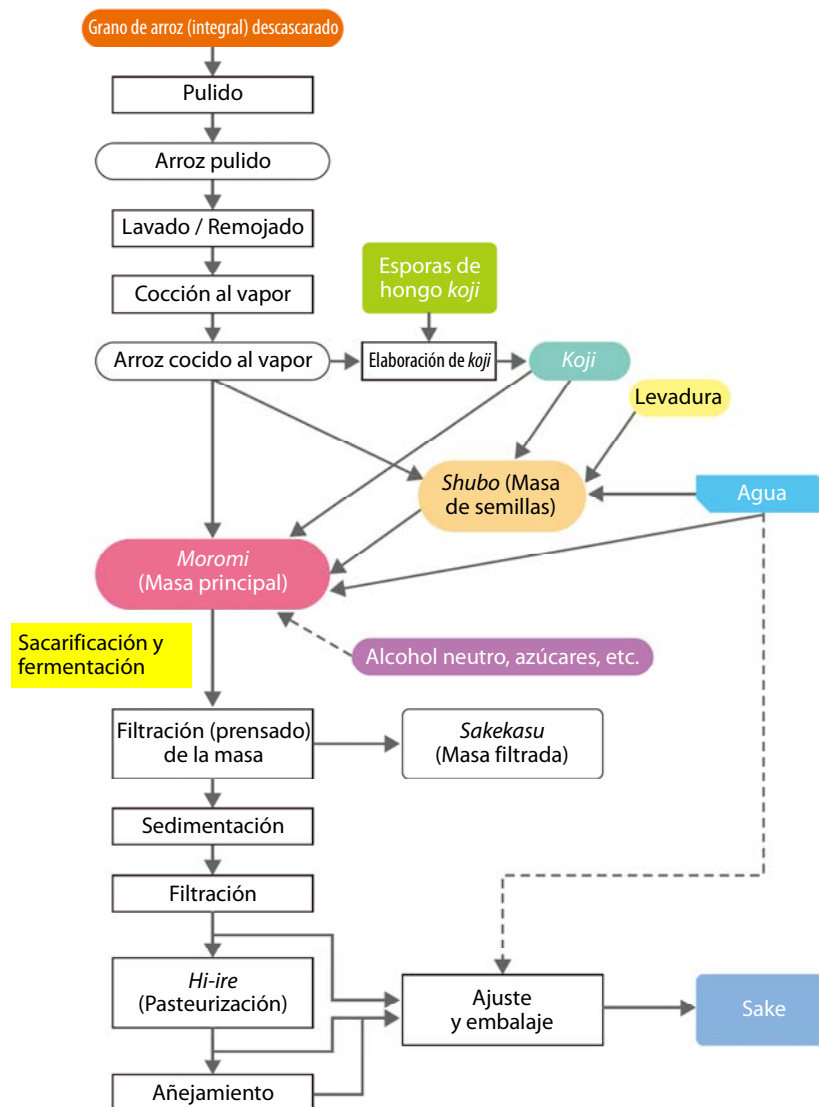 Grano de arroz (integral) descascarado
Pulido
Arroz pulido
Lavado / Remojado
Cocción al vapor
Esporas de
hongo koji
Arroz cocido al vapor
Elaboración de koji
Koji
Levadura
Shubo (Masa
de semillas)
Agua
Moromi
(Masa principal)
Sacarificación y
fermentación
Alcohol neutro, azúcares, etc.
Filtración (prensado)
de la masa
Sakekasu
(Masa filtrada)
Sedimentación
Filtración
Hi-ire
(Pasteurización)
Ajuste
y embalaje
Sake
Añejamiento